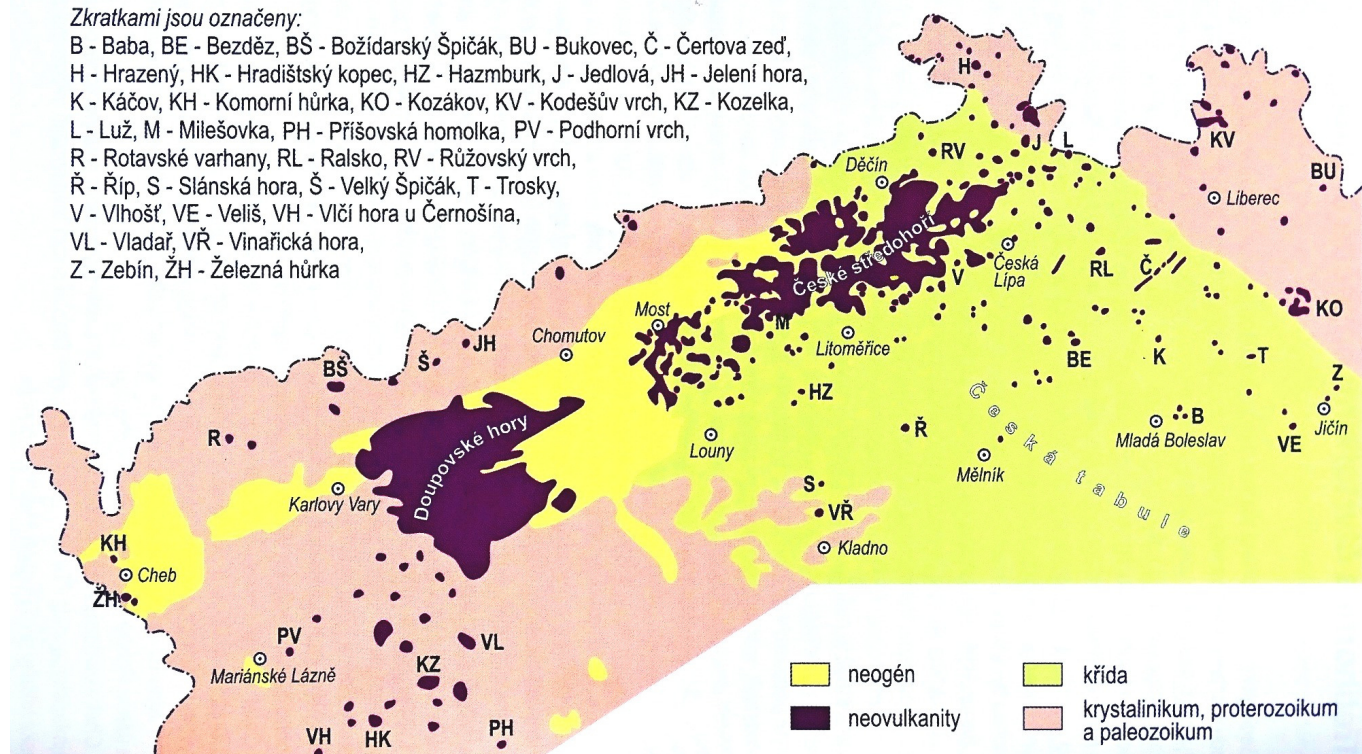 Zkratkami jsou označeny:
B - Baba, BE - Bezděz, BŠ - Božídarský Špičák, BU - Bukovec, Č - Čertova zeď,
H - Hrazený, HK - Hradištský kopec, HZ - Hazmburk, J - Jedlová, JH - Jelení hora,
K - Káčov, KH - Komorní hůrka, KO - Kozákov, KV - Kodešův vrch, KZ - Kozelka,
L - Luž, M - Milešovka, PH - Příšovská homolka, PV - Podhorní vrch,
R - Rotavské varhany, RL - Ralsko, RV - Růžovský vrch,
Ř - Říp, S - Slánská hora, Š - Velký Špičák, T - Trosky,
V - Vlhošť, VE - Veliš, VH - Vlčí hora u Černošína,
VL - Vladař, VŘ - Vinařická hora,
Z - Zebín, ŽH - Železná hůrka
H
KV
J
L
RV
Děčín
BU
Liberec
České středohoří
V
Česká
Lípa
RL
Č
KO
Most
M
Litoměřice
Chomutov
JH
Š
BŠ
BE
K
T
Z
HZ
Česká tabule
B
Mladá Boleslav
Jičín
VE
R
Doupovské hory
Louny
Ř
Mělník
Karlovy Vary
S
VŘ
Kladno
KH
Cheb
ŽH
PV
Mariánské Lázně
VL
KZ
VH
HK
PH
neogén
neovulkanity
křída
krystalinikum, proterozoikum
a paleozoikum